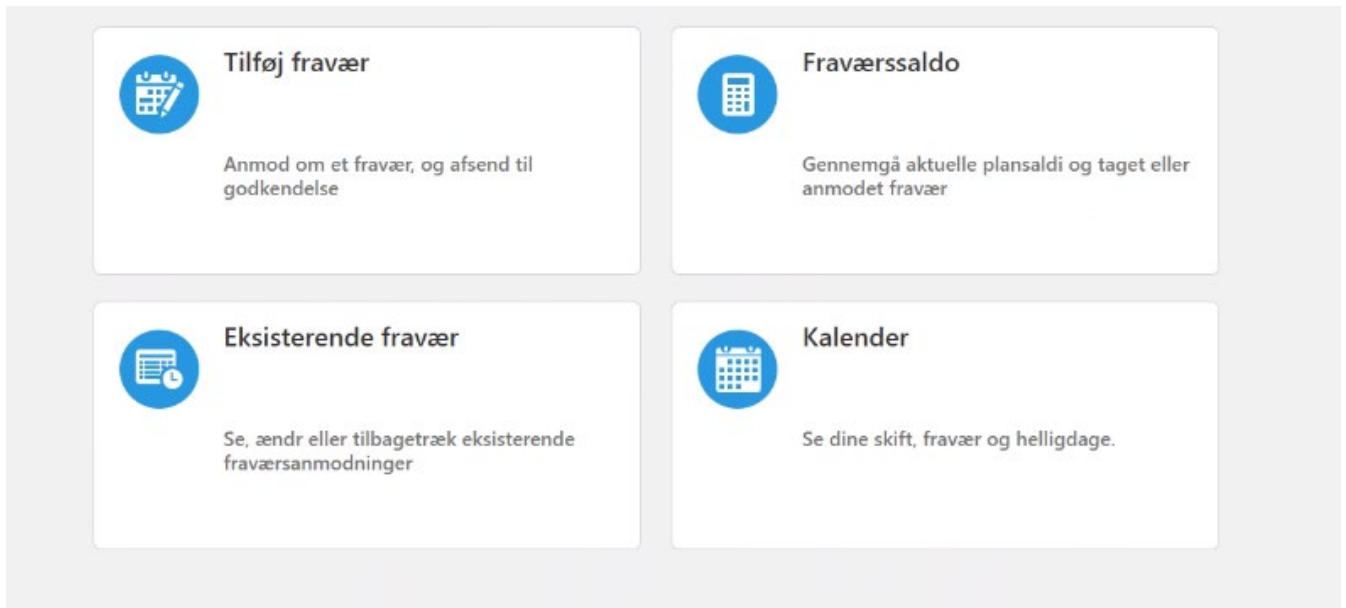 Tilføj fravær
Anmod om et fravær, og afsend til
godkendelse
Fraværssaldo
Gennemgå aktuelle plansaldi og taget eller
anmodet fravær
Eksisterende fravær
Se, ændr eller tilbagetræk eksisterende
fraværsanmodninger
Kalender
Se dine skift, fravær og helligdage.